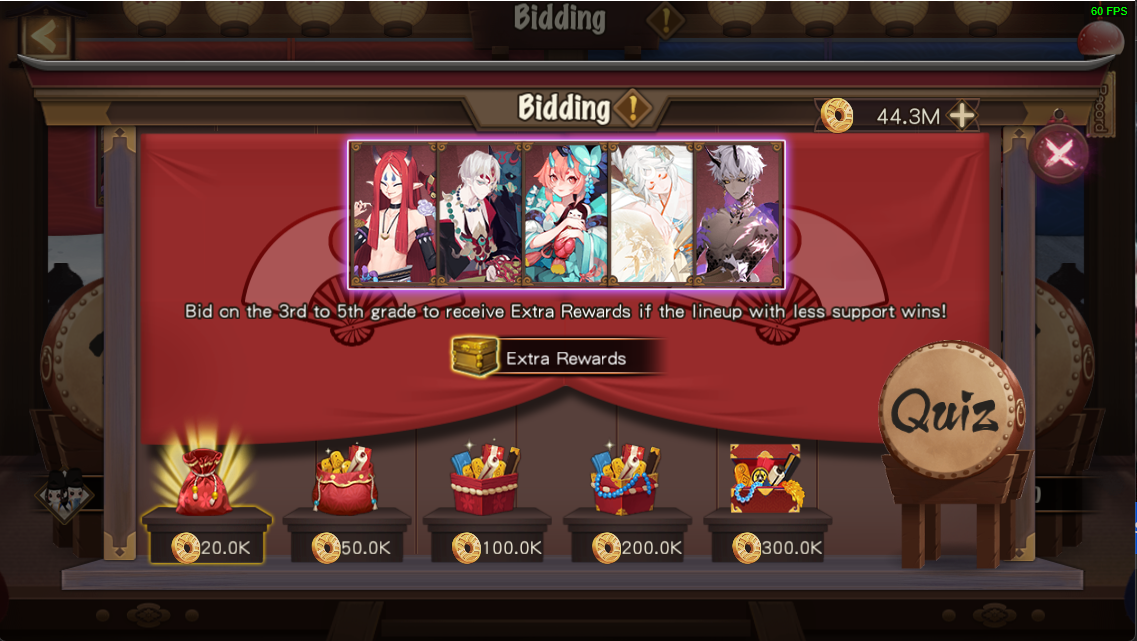 60 FPS
Bidding
Bidding
44.3M
Record
Bid on the 3rd to 5th grade to receive Extra Rewards if the lineup with less support wins!
Extra Rewards
Quiz
20.0K
50.0K
100.0K
200.0K
300.0K